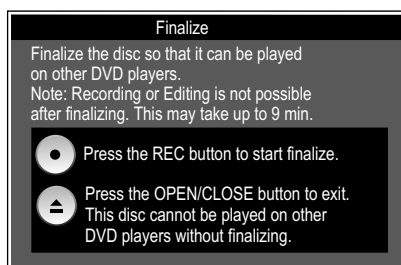 Finalize
Finalize the disc so that it can be played
on other DVD players.
Note: Recording or Editing is not possible
after finalizing. This may take up to 9 min.
Press the REC button to start finalize.
Press the OPEN/CLOSE button to exit.
This disc cannot be played on other
DVD players without finalizing.